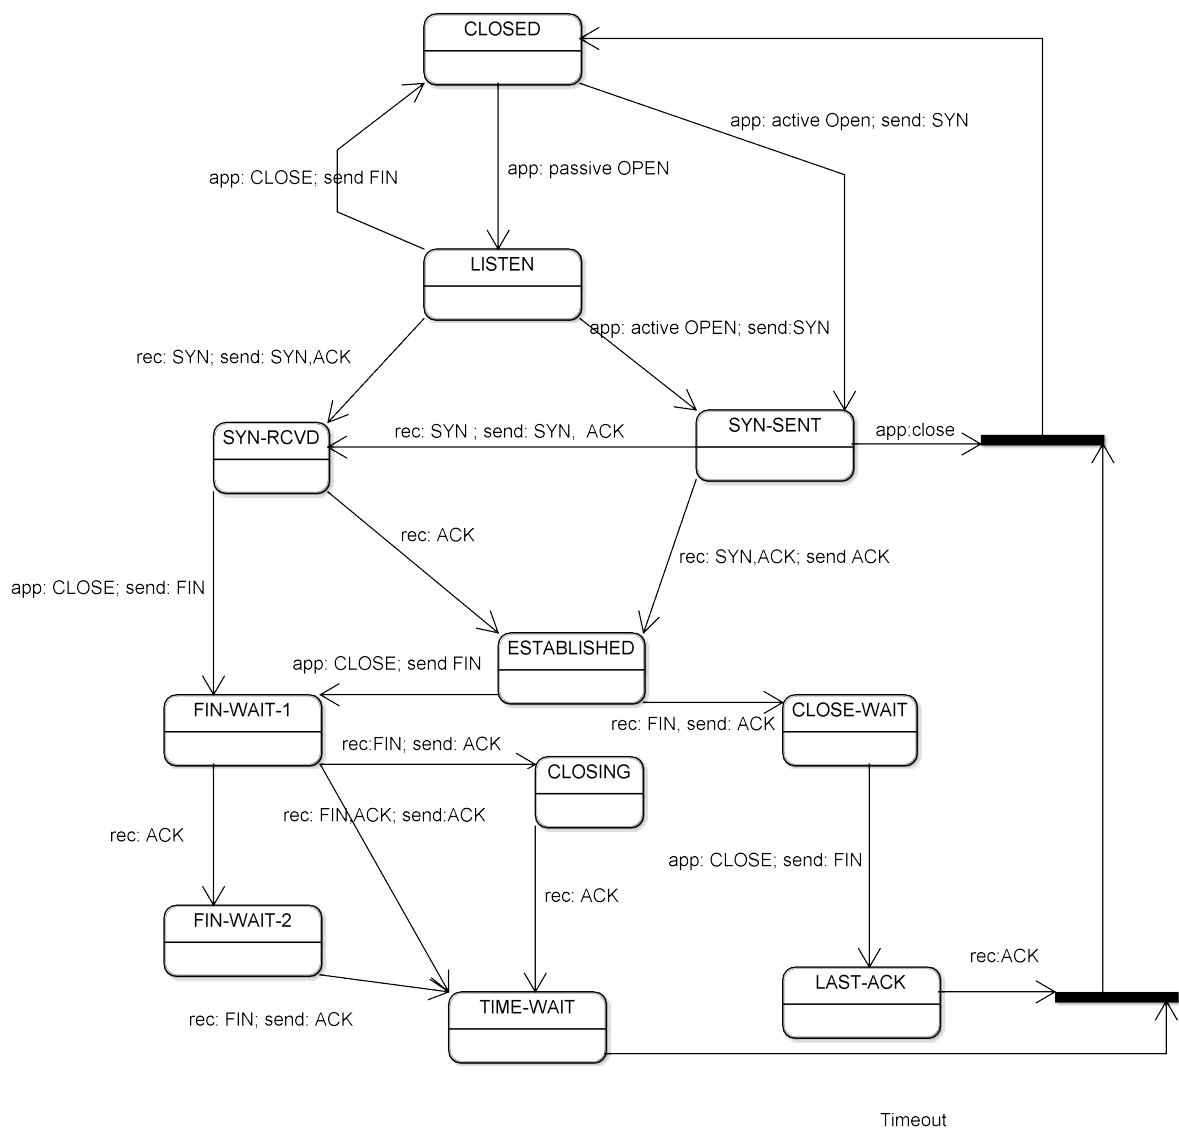 CLOSED
app: active Open; send: SYN
app: passive OPEN
app: CLOSE; send FIN
LISTEN
app: active OPEN; send:SYN
rec: SYN; send: SYN,ACK
SYN-SENT
SYN-RCVD
rec: SYN ; send: SYN,  ACK
app:close
rec: ACK
rec: SYN,ACK; send ACK
app: CLOSE; send: FIN
ESTABLISHED
app: CLOSE; send FIN
FIN-WAIT-1
CLOSE-WAIT
rec: FIN, send: ACK
rec:FIN; send: ACK
CLOSING
rec: FIN,ACK; send:ACK
rec: ACK
app: CLOSE; send: FIN
rec: ACK
FIN-WAIT-2
rec:ACK
LAST-ACK
TIME-WAIT
rec: FIN; send: ACK
Timeout